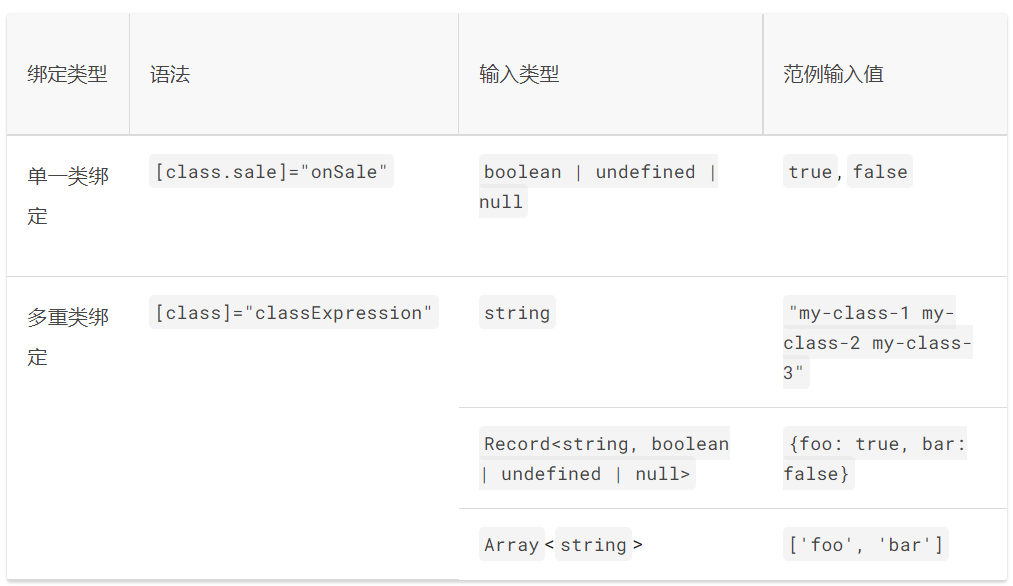 绑定类型 语法 输入类型 范例输入值
单一类绑
定
[class.sale]="onSale"
boolean | undefined |
null
true, false
多重类绑
定
[class]="classExpression"
string
"my-class-1 my-
class-2 my-class-
3"
Record<string, boolean
| undefined | null>
{foo: true, bar:
false}
Array<string>
['foo', 'bar']